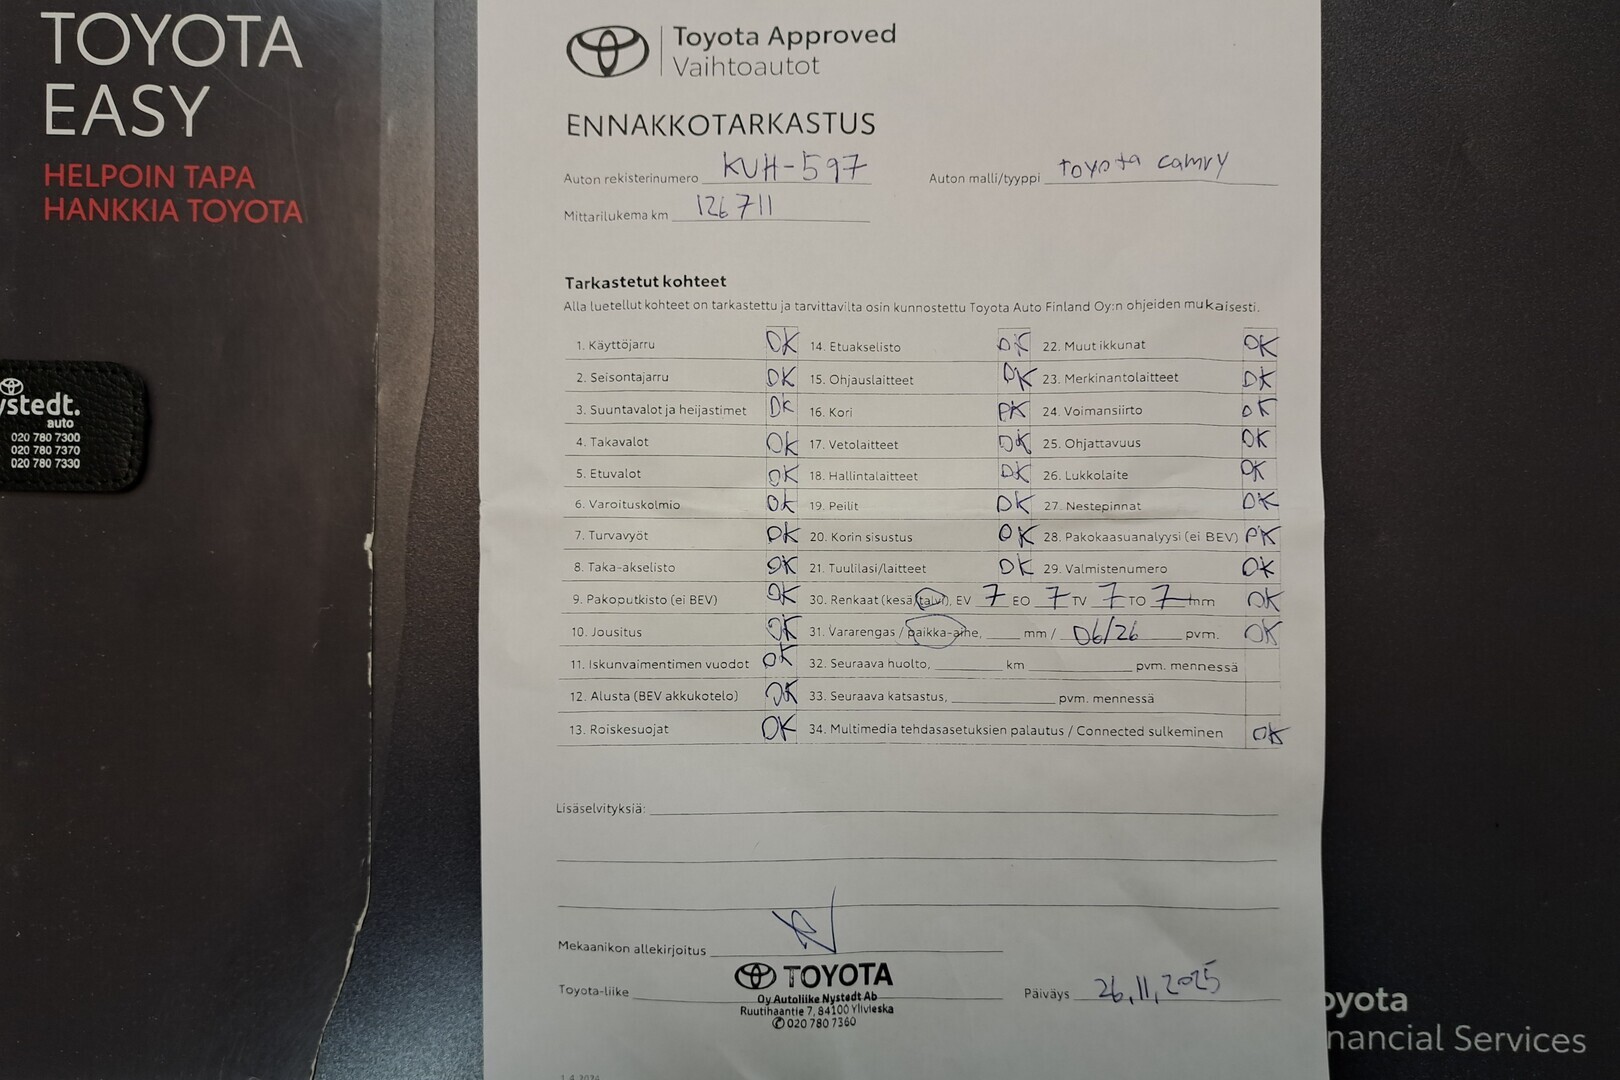 TOYOTA
EASY
HELPOIN TAPA
HANKKIA TOYOTA
ystedt.
auto
020 780 7300
020 780 7370
020 780 7330
Toyota Approved
Vaihtoautot
ENNAKKOTARKASTUS
Auton rekisterinumero KUH-597 Auton malli/tyyppi toyota camry
Mittarilukema km 126711
Tarkastetut kohteet
Alla luetellut kohteet on tarkastettu ja tarvittavilta osin kunnostettu Toyota Auto Finland Oy:n ohjeiden mukaisesti.
1. Käyttöjarru OK 14. Etuakselisto OK 22. Muut ikkunat OK
2. Seisontajarru OK 15. Ohjauslaitteet OK 23. Merkinantolaitteet OK
3. Suuntavalot ja heijastimet OK 16. Kori OK 24. Voimansiirto OK
4. Takavalot OK 17. Vetolaitteet OK 25. Ohjattavuus OK
5. Etuvalot OK 18. Hallintalaitteet OK 26. Lukkolaite OK
6. Varoituskolmio OK 19. Peilit OK 27. Nestepinnat OK
7. Turvavyöt OK 20. Korin sisustus OK 28. Pakokaasuanalyysi (ei BEV) OK
8. Taka-akselisto OK 21. Tuulilasi/laitteet OK 29. Valmistenumero OK
9. Pakoputkisto (ei BEV) OK 30. Renkaat (kesä/talvi), EV 7 EO 7 TV 7 TO 7 mm OK
10. Jousitus OK 31. Vararengas / paikka-aihe, ____ mm / 06/26 pvm. OK
11. Iskunvaimentimen vuodot OK 32. Seuraava huolto, ____ km ____ pvm. mennessä
12. Alusta (BEV akkukotelo) OK 33. Seuraava katsastus, ____ pvm. mennessä
13. Roiskesuojat OK 34. Multimedia tehdasasetuksien palautus / Connected sulkeminen OK
Lisäselvityksiä:
Mekaanikon allekirjoitus
TOYOTA
Toyota-liike Oy Autoliike Nystedt Ab Päiväys 26.11.2025
Ruutihaantie 7, 84100 Ylivieska
020 780 7360
oyota
nancial Services
1.4.2024